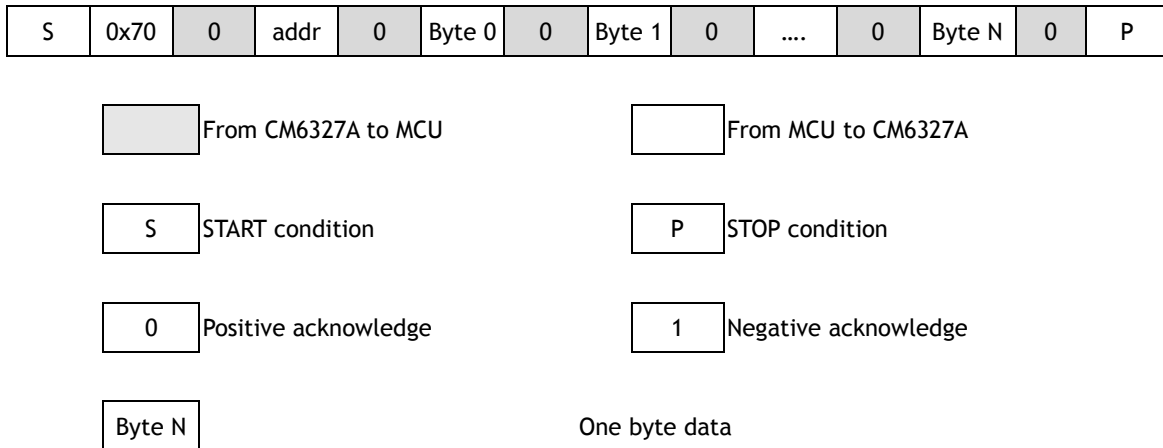 S 0x70 0 addr 0 Byte 0 0 Byte 1 0 .... 0 Byte N 0 P
From CM6327A to MCU From MCU to CM6327A
S START condition P STOP condition
0 Positive acknowledge 1 Negative acknowledge
Byte N One byte data